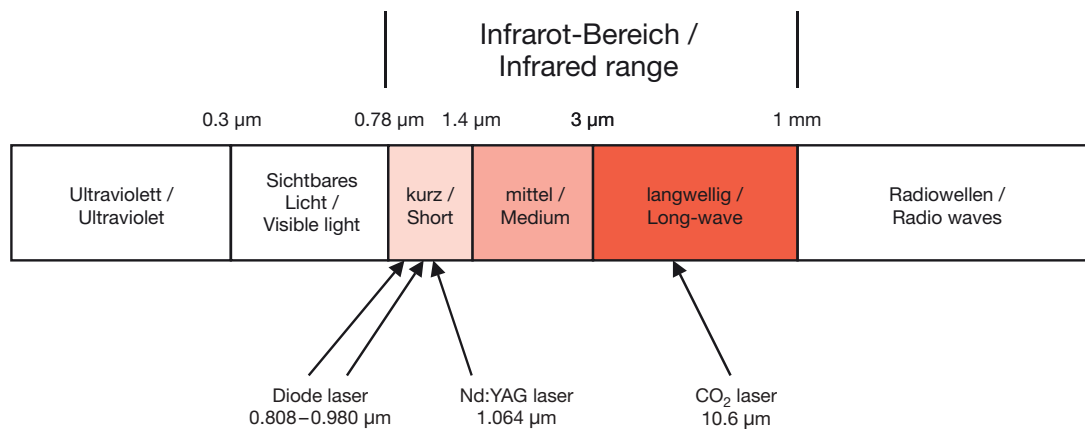 Infrarot-Bereich /
Infrared range
0.3 µm
0.78 µm
1.4 µm
3 µm
1 mm
Ultraviolett /
Ultraviolet
Sichtbares
Licht /
Visible light
kurz /
Short
mittel /
Medium
langwellig /
Long-wave
Radiowellen /
Radio waves
Diode laser
0.808–0.980 µm
Nd:YAG laser
1.064 µm
CO₂ laser
10.6 µm